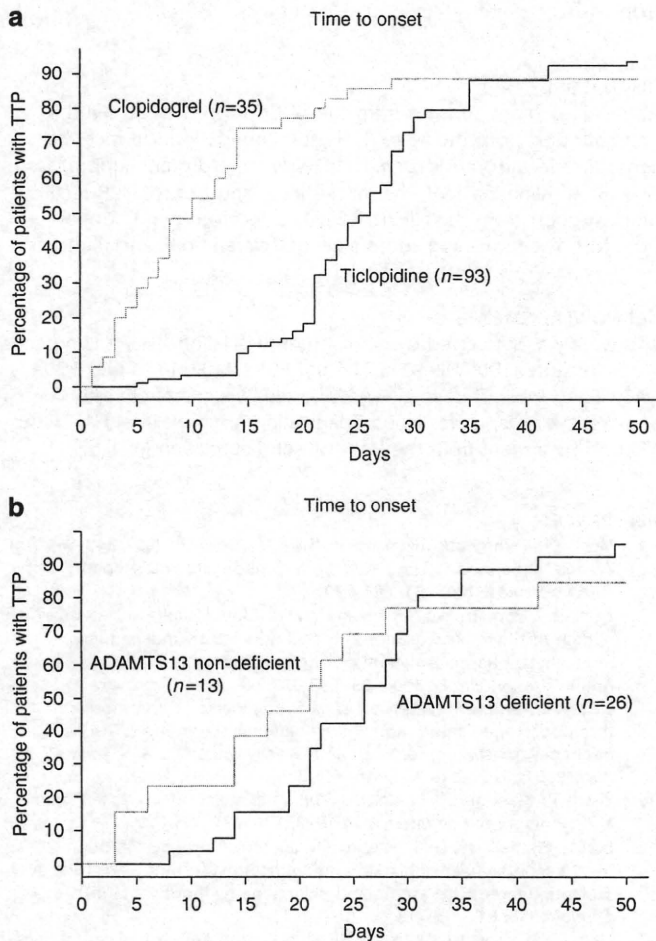 a
Time to onset
Percentage of patients with TTP
90
80
70
60
50
40
30
20
10
0
Clopidogrel (n=35)
Ticlopidine (n=93)
0 5 10 15 20 25 30 35 40 45 50
Days
b
Time to onset
Percentage of patients with TTP
90
80
70
60
50
40
30
20
10
0
ADAMTS13 non-deficient
(n=13)
ADAMTS13 deficient (n=26)
0 5 10 15 20 25 30 35 40 45 50
Days